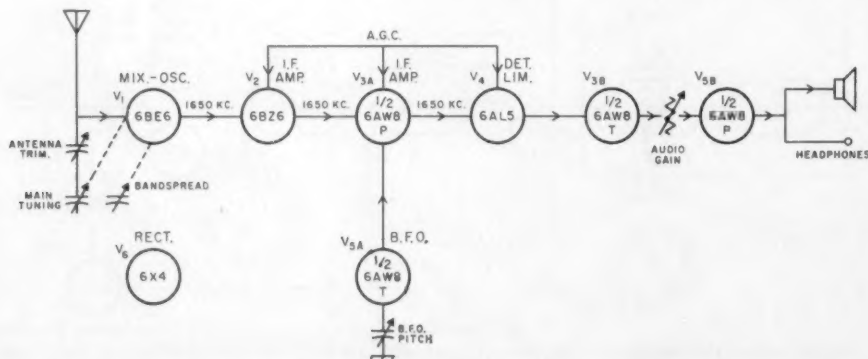 A.G.C.
MIX.-OSC.
V1
6BE6
1650 KC.
V2
I.F.
AMP.
6BZ6
1650 KC.
V3A
I.F.
AMP.
1/2
6AW8
P
1650 KC.
V4
DET.
LIM.
6AL5
V3B
1/2
6AW8
T
AUDIO
GAIN
V5B
1/2
6AW8
P
HEADPHONES
ANTENNA
TRIM.
MAIN
TUNING
BANDSPREAD
RECT.
V6
6X4
V5A
B.F.O.
1/2
6AW8
T
B.F.O.
PITCH